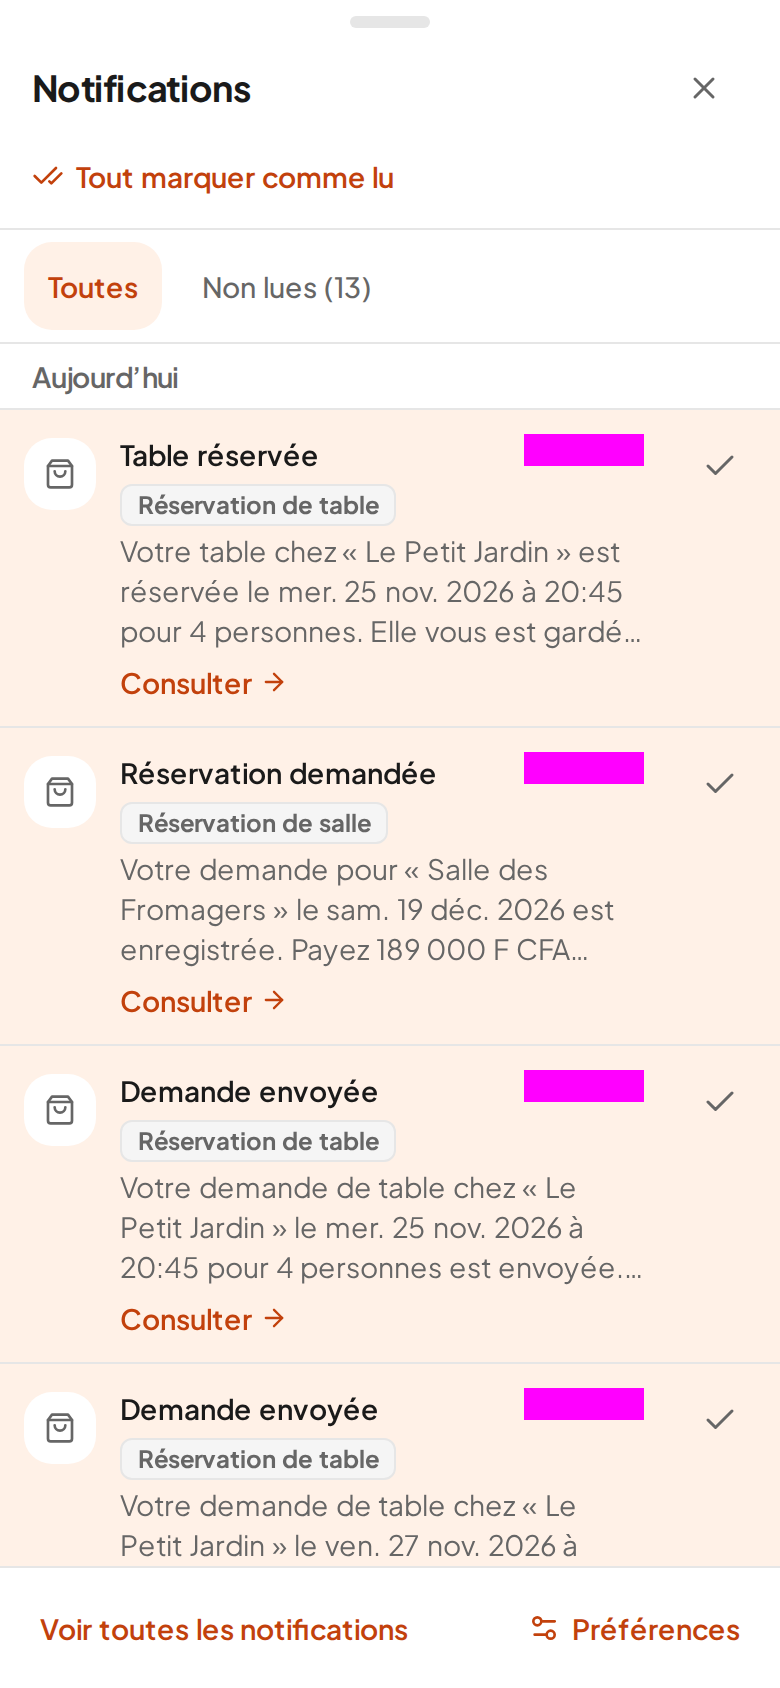 Notifications
Tout marquer comme lu
Toutes
Non lues (13)
Aujourd’hui
Table réservée
Réservation de table
Votre table chez « Le Petit Jardin » est
réservée le mer. 25 nov. 2026 à 20:45
pour 4 personnes. Elle vous est gardé…
Consulter
Réservation demandée
Réservation de salle
Votre demande pour « Salle des
Fromagers » le sam. 19 déc. 2026 est
enregistrée. Payez 189 000 F CFA…
Consulter
Demande envoyée
Réservation de table
Votre demande de table chez « Le
Petit Jardin » le mer. 25 nov. 2026 à
20:45 pour 4 personnes est envoyée.…
Consulter
Demande envoyée
Réservation de table
Votre demande de table chez « Le
Petit Jardin » le ven. 27 nov. 2026 à
Voir toutes les notifications
Préférences